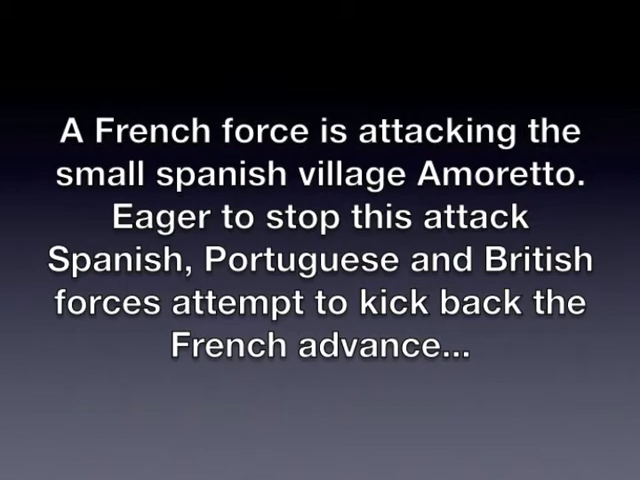 A French force is attacking the
small spanish village Amoretto.
Eager to stop this attack
Spanish, Portuguese and British
forces attempt to kick back the
French advance...